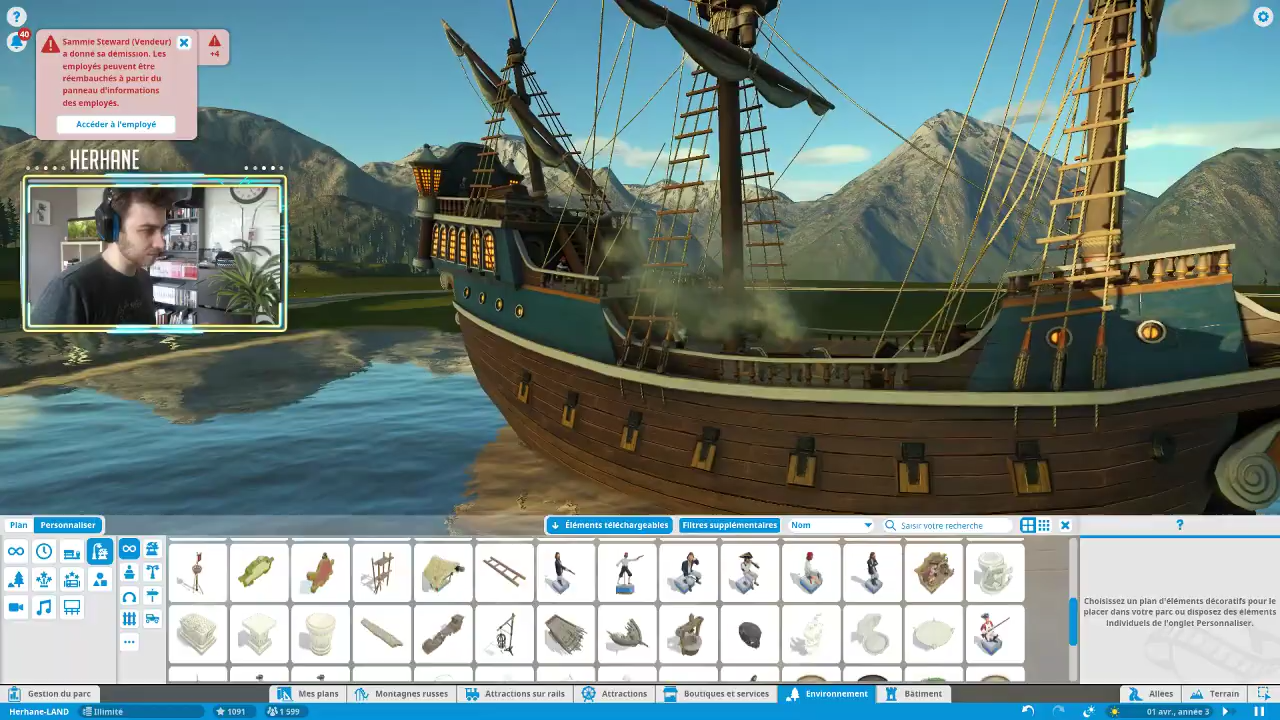 ?
40
Sammie Steward (Vendeur)
a donné sa démission. Les
employés peuvent être
réembauchés à partir du
panneau d'informations
des employés.
+4
Accéder à l'employé
HERHANE
Plan
Personnaliser
Éléments téléchargeables
Filtres supplémentaires
Nom
Saisir votre recherche
?
Choisissez un plan d'éléments décoratifs pour le
placer dans votre parc ou disposez des éléments
individuels de l'onglet Personnaliser.
Gestion du parc
Mes plans
Montagnes russes
Attractions sur rails
Attractions
Boutiques et services
Environnement
Bâtiment
Allées
Terrain
Herhane-LAND
Illimité
1091
1 599
01 avr., année 3